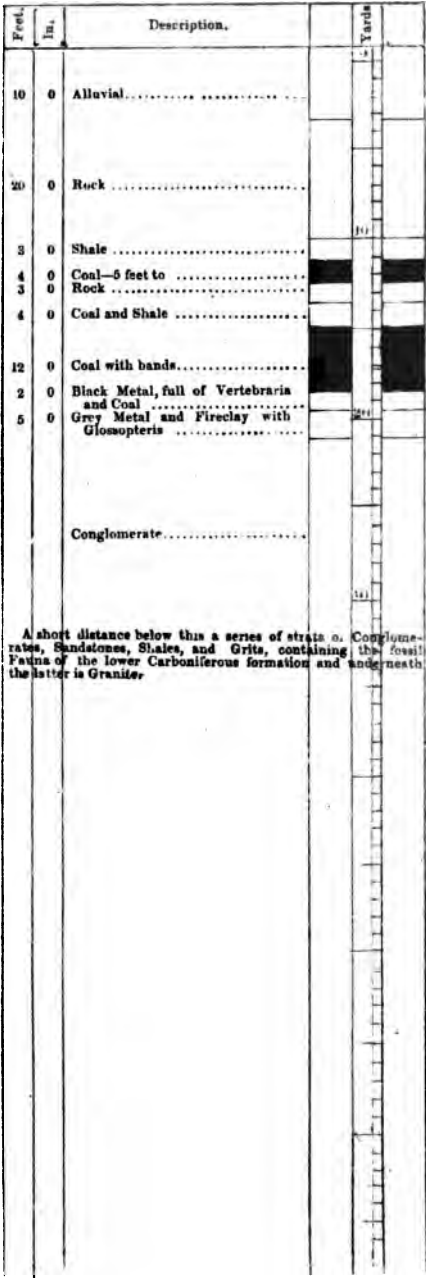 Feet. In. Description. Yards
10 0 Alluvial
20 0 Rock
10
3 0 Shale
4 0 Coal—5 feet to
3 0 Rock
4 0 Coal and Shale
12 0 Coal with bands
2 0 Black Metal, full of Vertebraria
and Coal
20
5 0 Grey Metal and Fireclay with
Glossopteris
Conglomerate
30
A short distance below this a series of strata o. Conglome-
rates, Sandstones, Shales, and Grits, containing the fossil
Fauna of the lower Carboniferous formation and underneath
the latter is Granite.